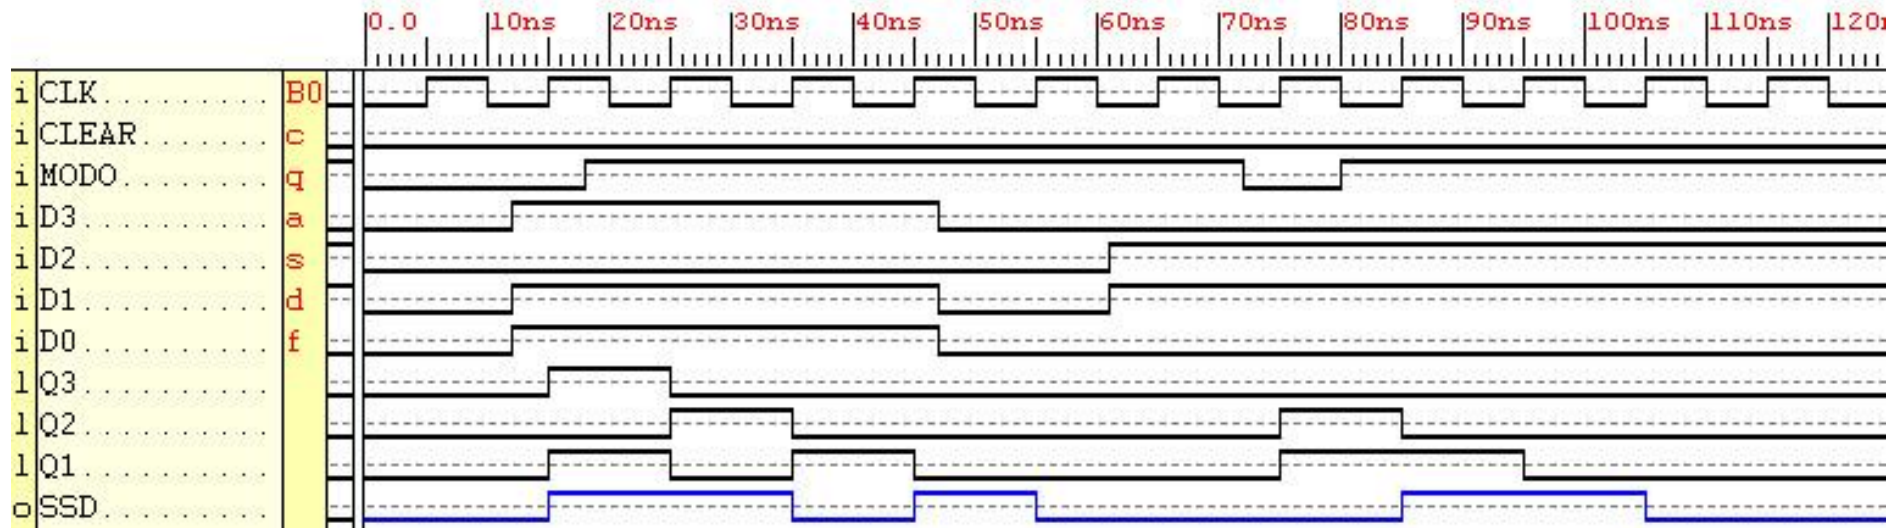 0.0 10ns 20ns 30ns 40ns 50ns 60ns 70ns 80ns 90ns 100ns 110ns 120n
i CLK......... B0
i CLEAR....... c
i MODO........ q
i D3.......... a
i D2.......... s
i D1.......... d
i D0.......... f
l Q3..........
l Q2..........
l Q1..........
o SSD.........